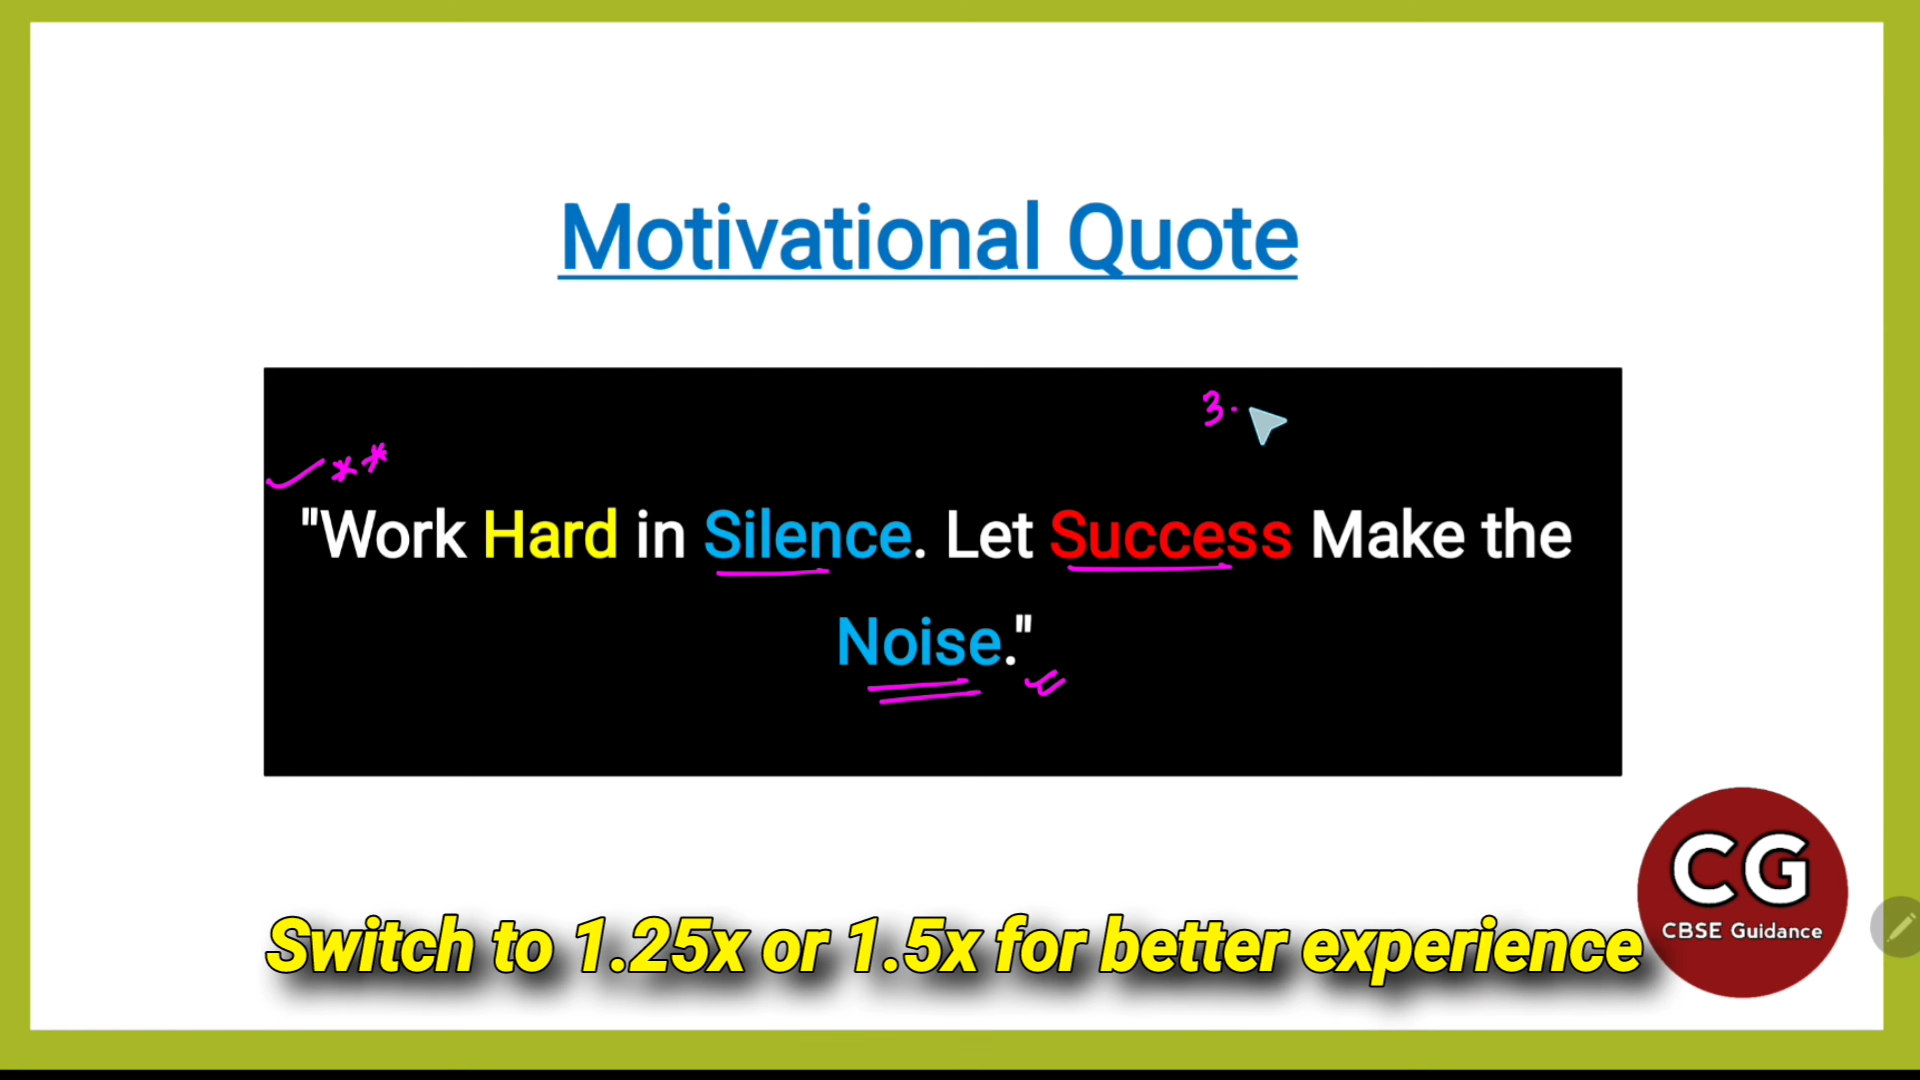 Motivational Quote
3.
"Work Hard in Silence. Let Success Make the
Noise."
CG
CBSE Guidance
Switch to 1.25x or 1.5x for better experience